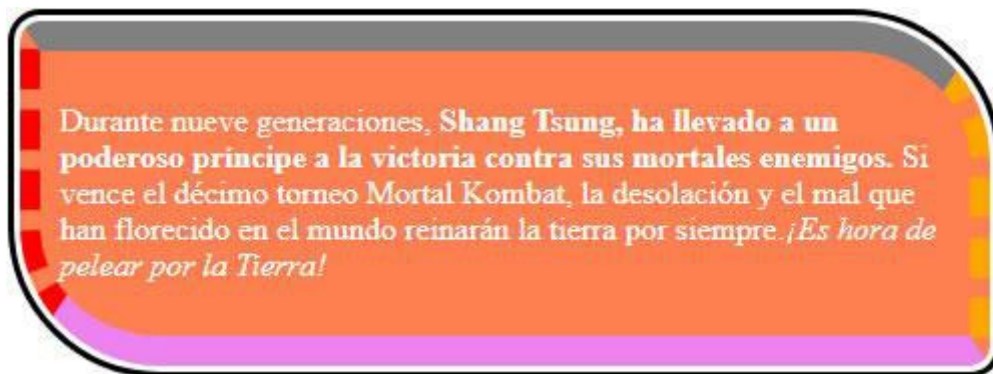 Durante nueve generaciones, Shang Tsung, ha llevado a un
poderoso príncipe a la victoria contra sus mortales enemigos. Si
vence el décimo torneo Mortal Kombat, la desolación y el mal que
han florecido en el mundo reinarán la tierra por siempre.¡Es hora de
pelear por la Tierra!